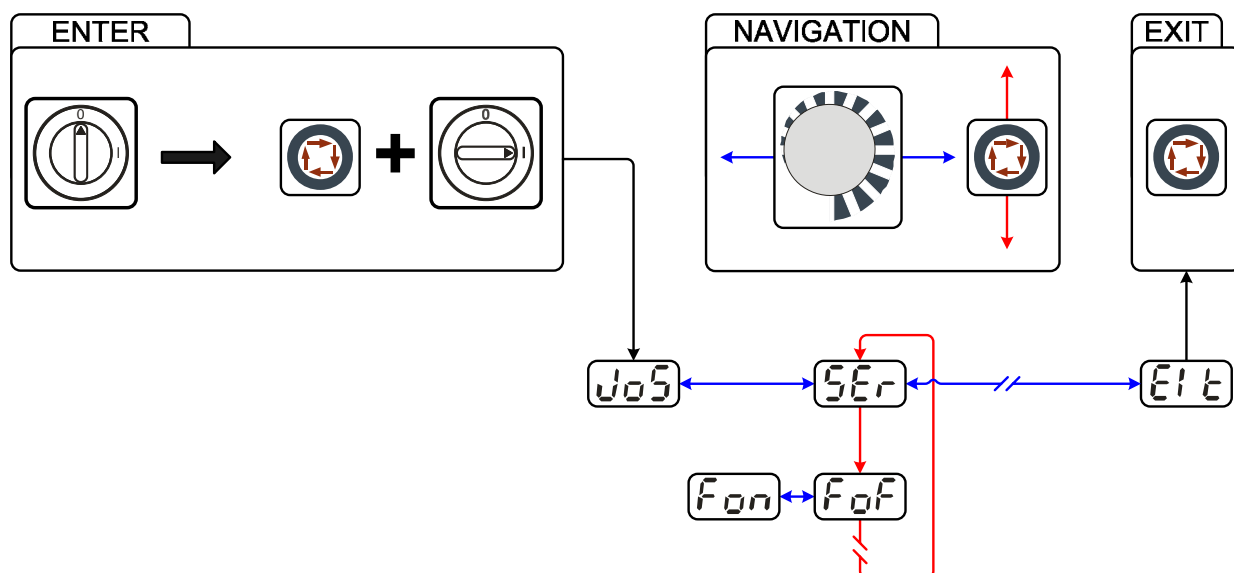 ENTER
NAVIGATION
EXIT
0
I
0
I
JoS
SEr
EIt
Fon
FoF